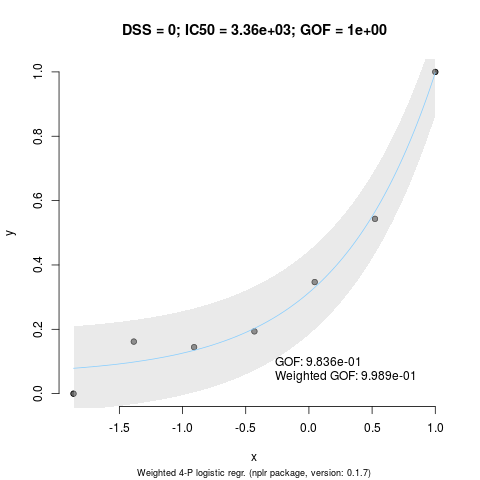 DSS = 0; IC50 = 3.36e+03; GOF = 1e+00
1.0
0.8
0.6
y
0.4
0.2
0.0
GOF: 9.836e-01
Weighted GOF: 9.989e-01
-1.5 -1.0 -0.5 0.0 0.5 1.0
x
Weighted 4-P logistic regr. (nplr package, version: 0.1.7)